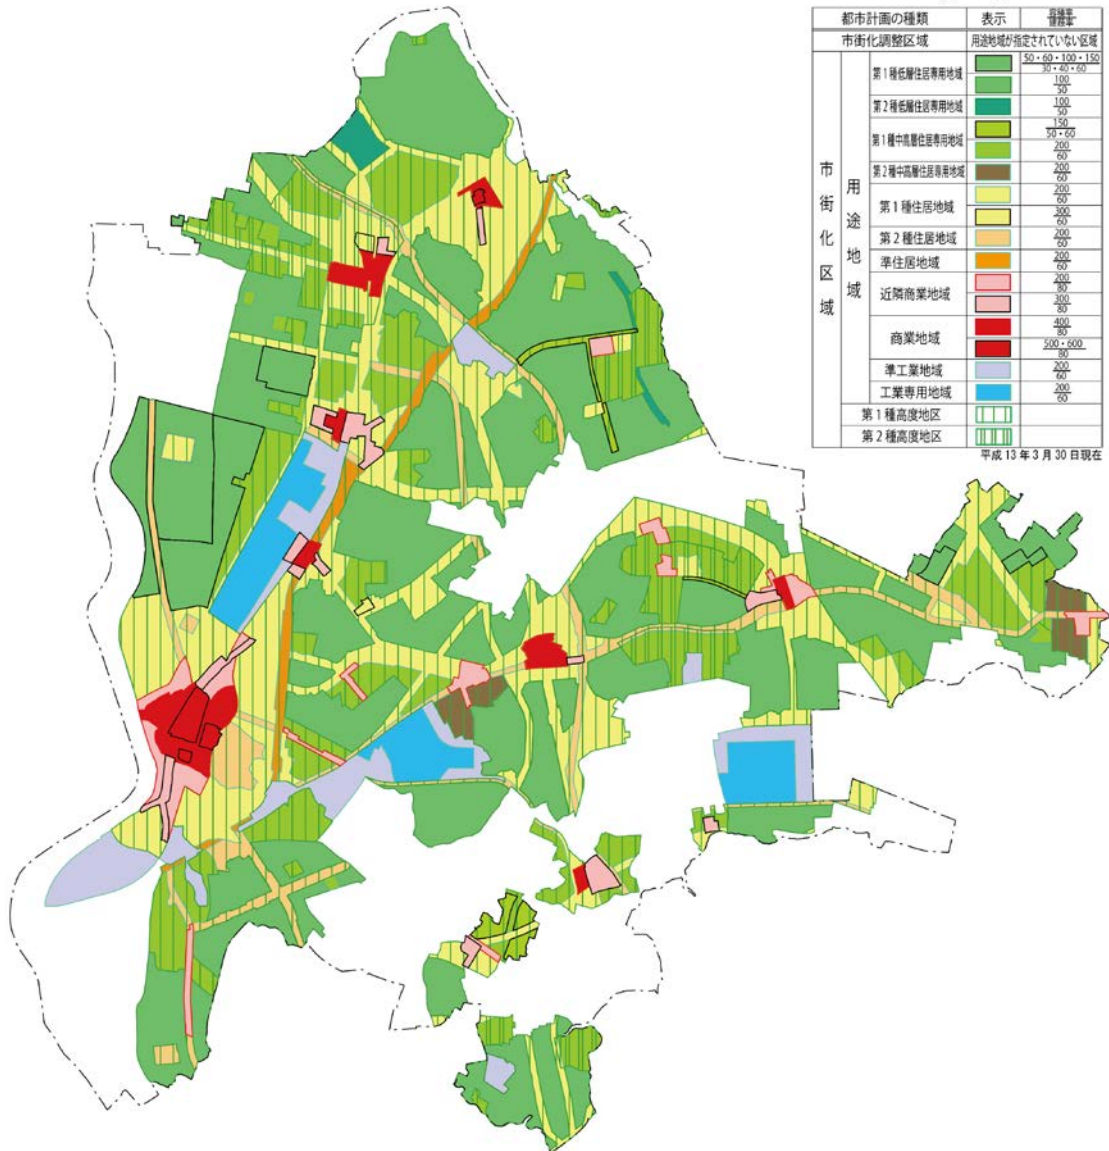 都市計画の種類 表示 容積率/建蔽率
市街化調整区域 用途地域が指定されていない区域
市街化区域 用途地域
第1種低層住居専用地域 50・60・100・150/30・40・60
100/50
第2種低層住居専用地域 100/50
第1種中高層住居専用地域 150/50・60
200/60
第2種中高層住居専用地域 200/60
第1種住居地域 200/60
300/60
第2種住居地域 200/60
準住居地域 200/60
近隣商業地域 200/80
300/80
商業地域 400/80
500・600/80
準工業地域 200/60
工業専用地域 200/60
第1種高度地区
第2種高度地区
平成13年3月30日現在